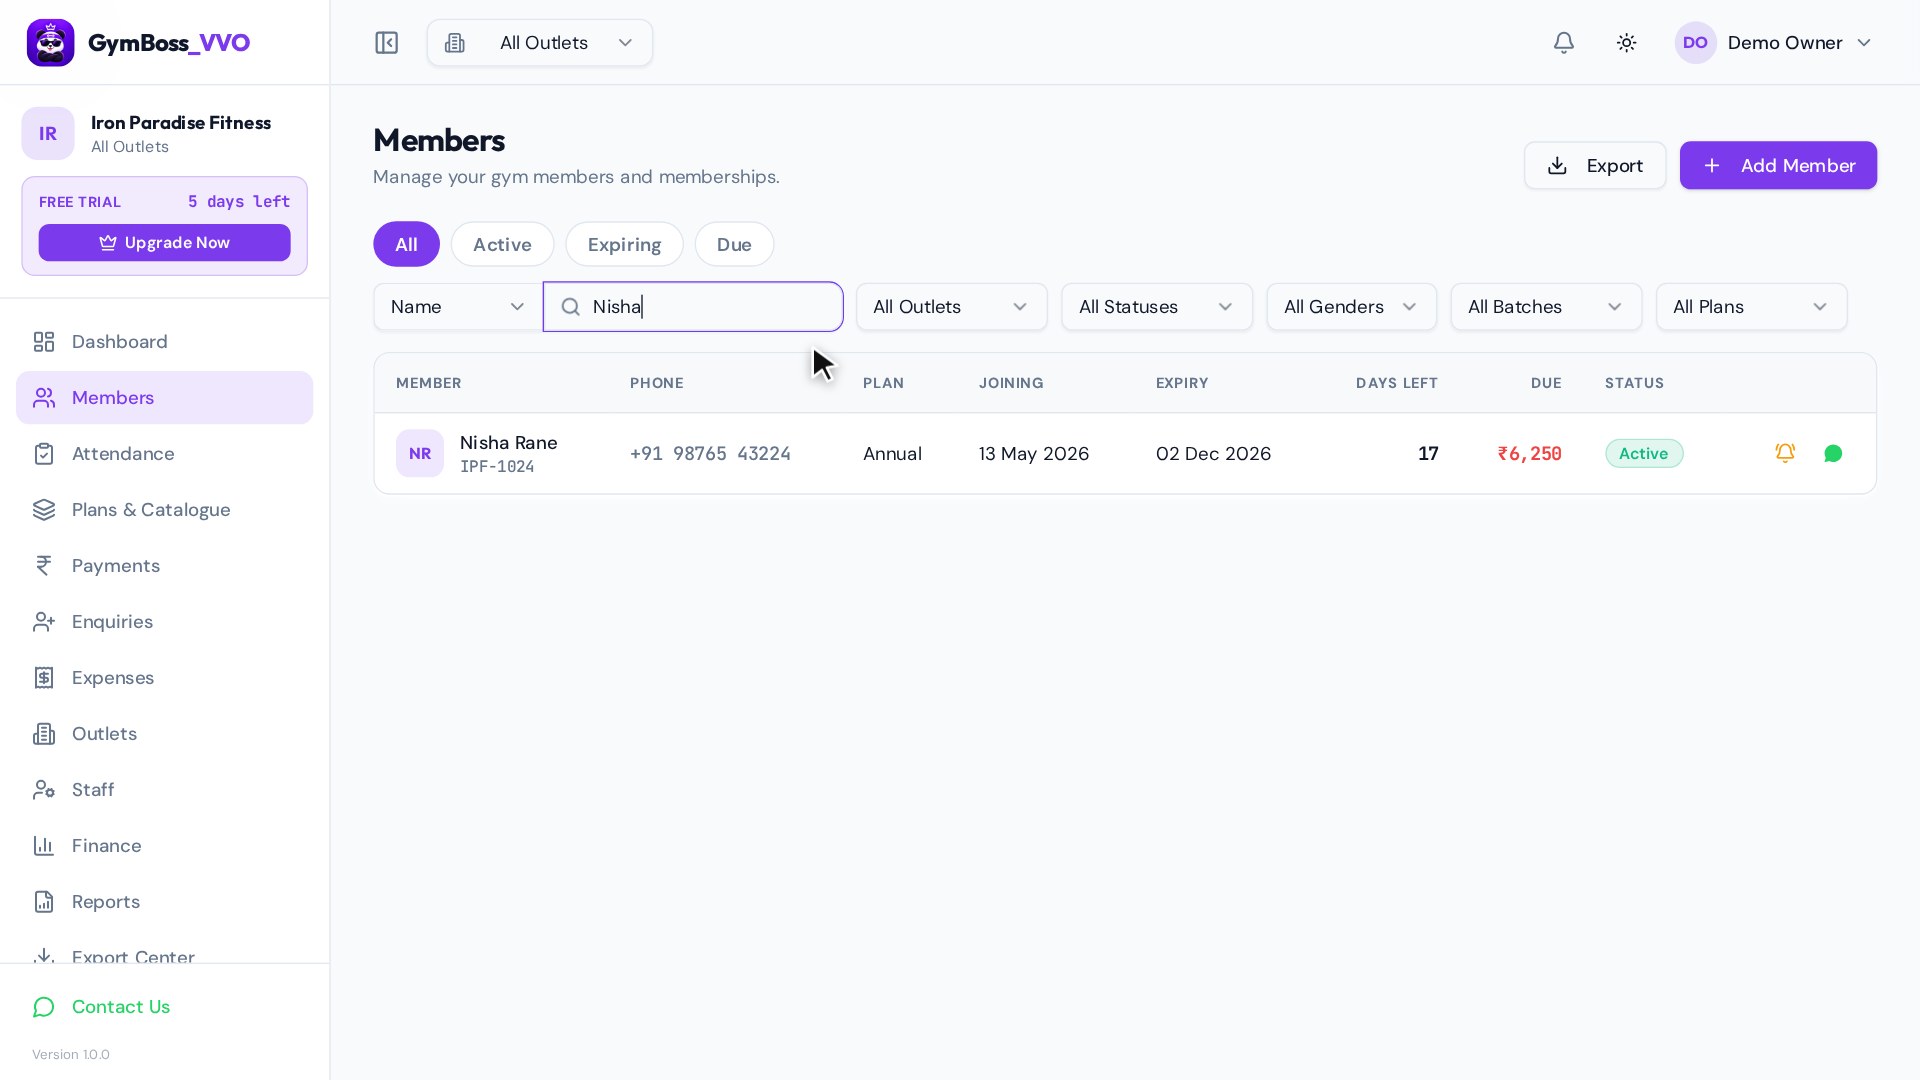 GymBoss_VVO
All Outlets
DO Demo Owner
IR Iron Paradise Fitness
All Outlets
FREE TRIAL 5 days left
Upgrade Now
Dashboard
Members
Attendance
Plans & Catalogue
Payments
Enquiries
Expenses
Outlets
Staff
Finance
Reports
Export Center
Contact Us
Version 1.0.0
Members
Manage your gym members and memberships.
Export
Add Member
All Active Expiring Due
Name Nisha All Outlets All Statuses All Genders All Batches All Plans
MEMBER PHONE PLAN JOINING EXPIRY DAYS LEFT DUE STATUS
NR Nisha Rane +91 98765 43224 Annual 13 May 2026 02 Dec 2026 17 ₹6,250 Active
IPF-1024